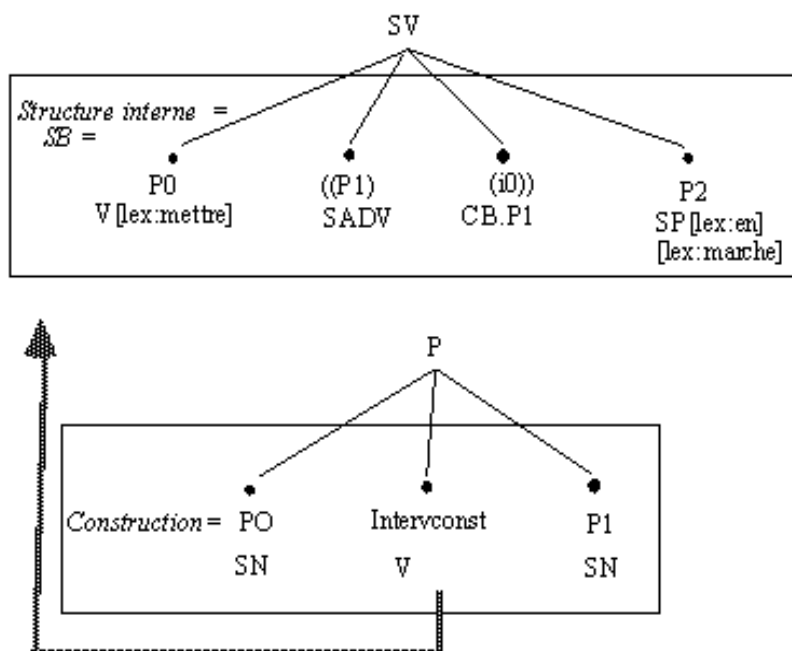 SV
Structure interne =
SB =
P0 ((P1) (i0)) P2
V[lex:mettre] SADV CB.P1 SP[lex:en]
[lex:marche]
P
Construction = PO Intervconst P1
SN V SN